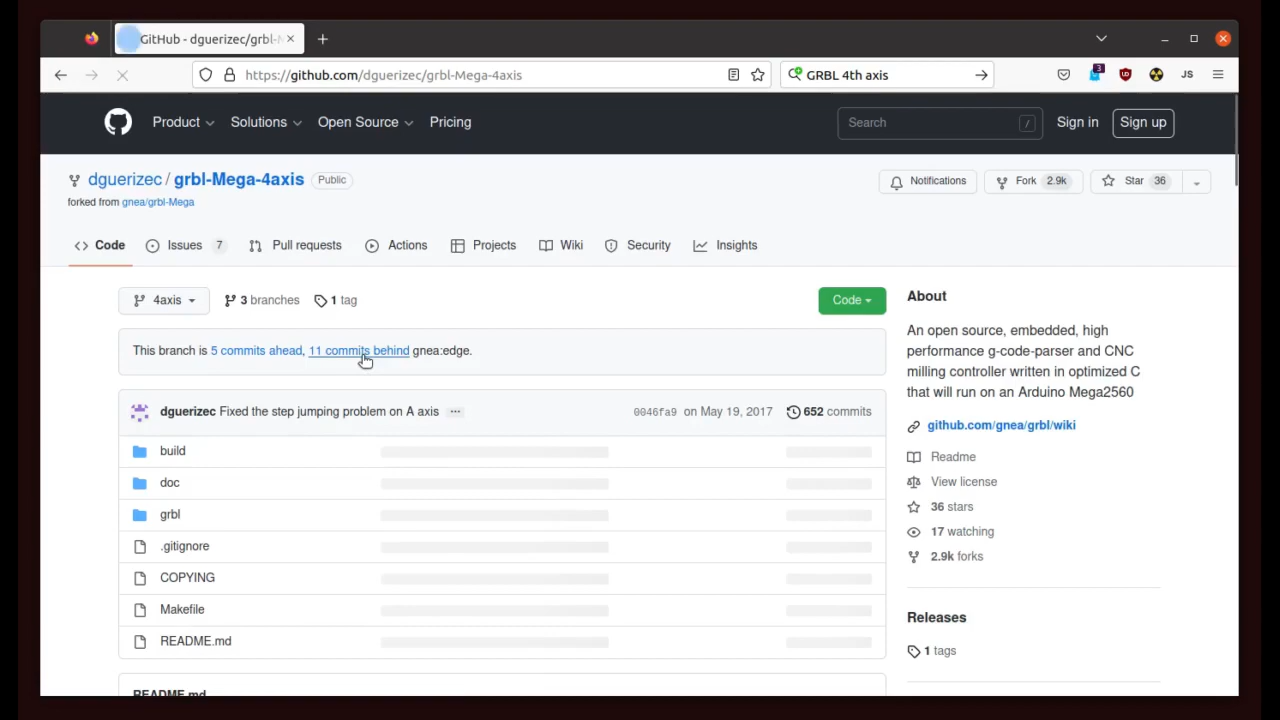 GitHub - dguerizec/grbl-M
https://github.com/dguerizec/grbl-Mega-4axis
GRBL 4th axis
3
JS
Product
Solutions
Open Source
Pricing
Search
/
Sign in
Sign up
dguerizec / grbl-Mega-4axis
Public
forked from gnea/grbl-Mega
Notifications
Fork 2.9k
Star 36
Code
Issues 7
Pull requests
Actions
Projects
Wiki
Security
Insights
4axis
3 branches
1 tag
Code
This branch is 5 commits ahead, 11 commits behind gnea:edge.
dguerizec Fixed the step jumping problem on A axis ...
0046fa9 on May 19, 2017
652 commits
build
doc
grbl
.gitignore
COPYING
Makefile
README.md
README.md
About
An open source, embedded, high
performance g-code-parser and CNC
milling controller written in optimized C
that will run on an Arduino Mega2560
github.com/gnea/grbl/wiki
Readme
View license
36 stars
17 watching
2.9k forks
Releases
1 tags